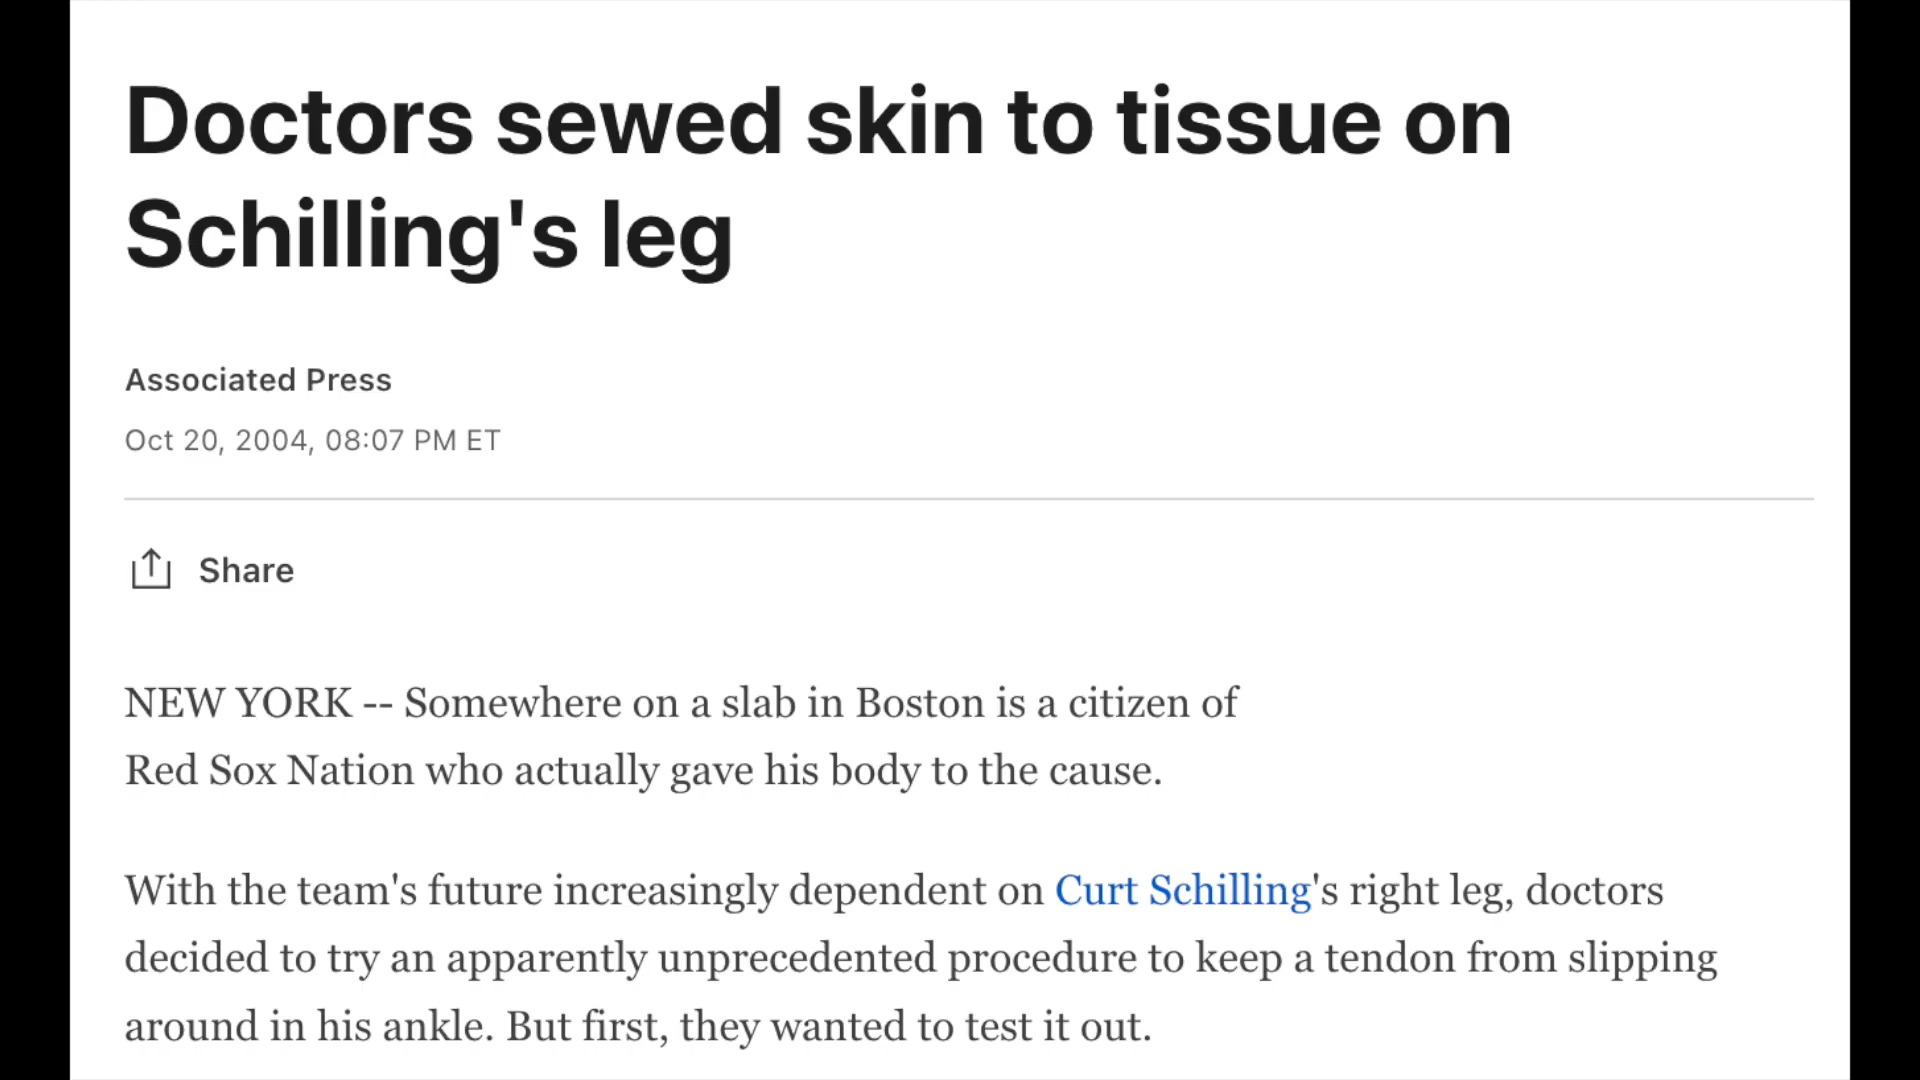 Doctors sewed skin to tissue on
Schilling's leg
Associated Press
Oct 20, 2004, 08:07 PM ET
Share
NEW YORK -- Somewhere on a slab in Boston is a citizen of
Red Sox Nation who actually gave his body to the cause.
With the team's future increasingly dependent on Curt Schilling's right leg, doctors
decided to try an apparently unprecedented procedure to keep a tendon from slipping
around in his ankle. But first, they wanted to test it out.